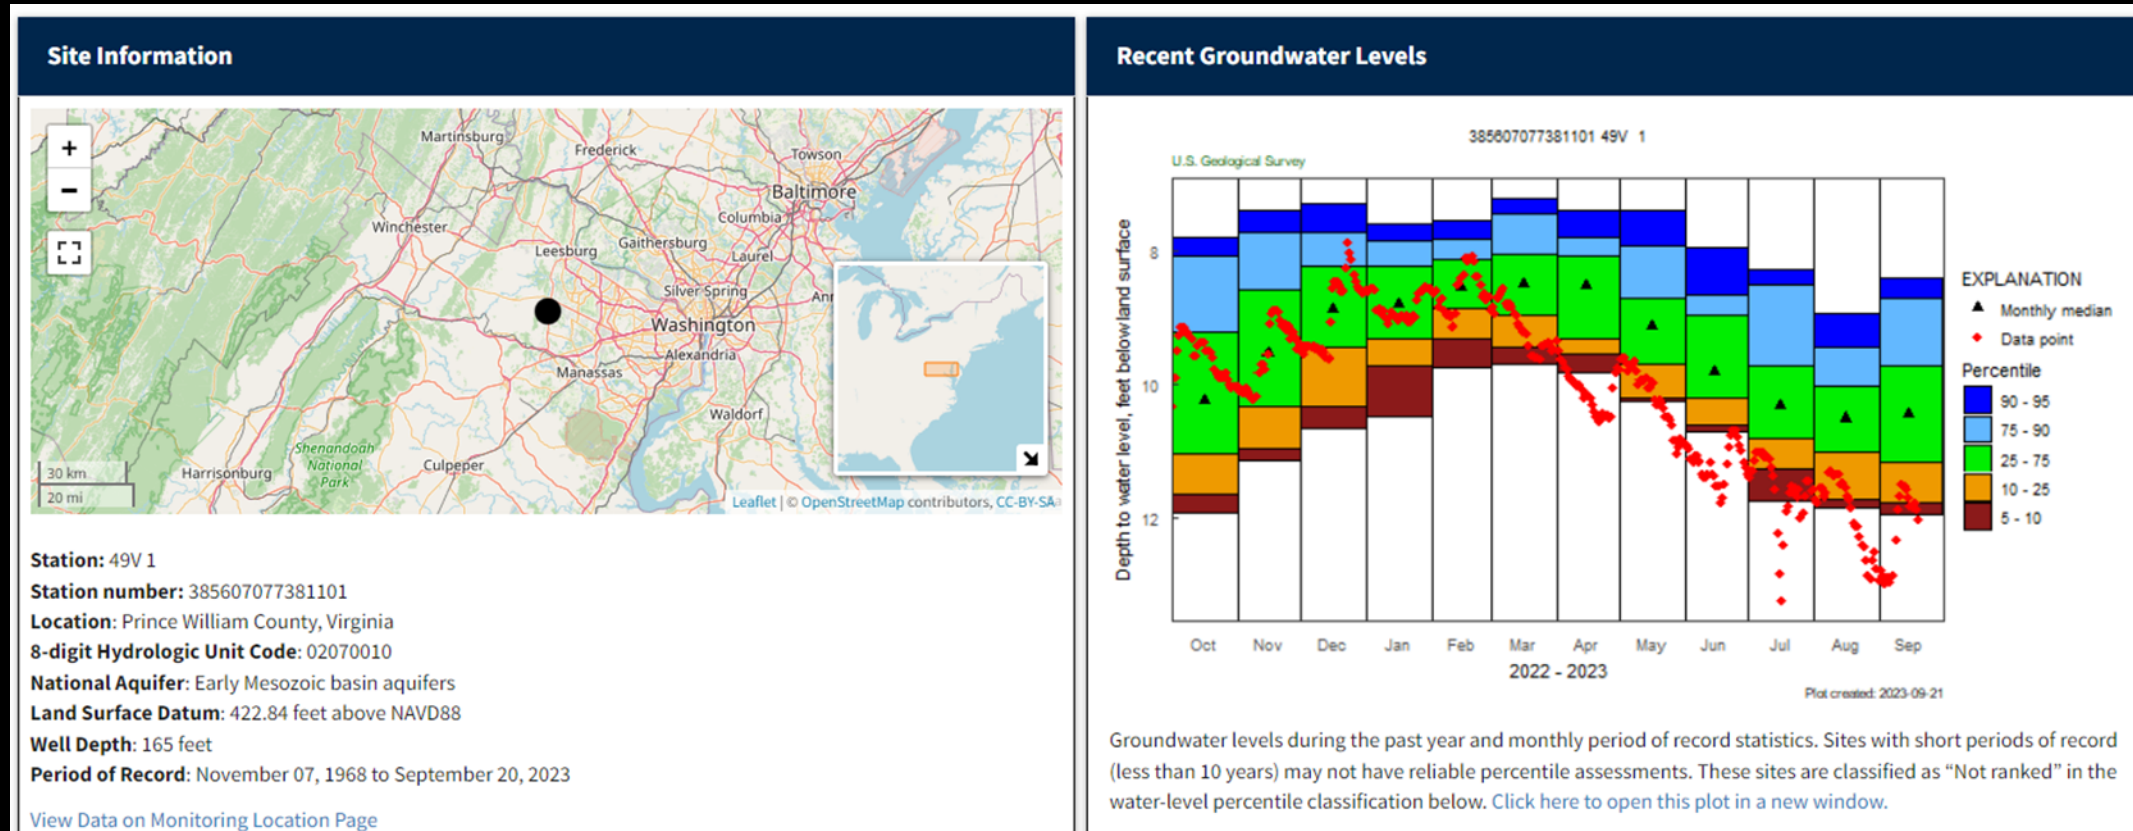 Site Information
+
−
Martinsburg
Frederick
Towson
Baltimore
Columbia
Winchester
Leesburg
Gaithersburg
Laurel
Silver Spring
Ann
Washington
Alexandria
Manassas
Waldorf
Shenandoah
National
Park
Harrisonburg
Culpeper
30 km
20 mi
Leaflet | © OpenStreetMap contributors, CC-BY-SA
Station: 49V 1
Station number: 385607077381101
Location: Prince William County, Virginia
8-digit Hydrologic Unit Code: 02070010
National Aquifer: Early Mesozoic basin aquifers
Land Surface Datum: 422.84 feet above NAVD88
Well Depth: 165 feet
Period of Record: November 07, 1968 to September 20, 2023
View Data on Monitoring Location Page
Recent Groundwater Levels
385607077381101 49V 1
U.S. Geological Survey
Depth to water level, feet below land surface
8
10
12
Oct Nov Dec Jan Feb Mar Apr May Jun Jul Aug Sep
2022 - 2023
Plot created: 2023-09-21
EXPLANATION
Monthly median
Data point
Percentile
90 - 95
75 - 90
25 - 75
10 - 25
5 - 10
Groundwater levels during the past year and monthly period of record statistics. Sites with short periods of record
(less than 10 years) may not have reliable percentile assessments. These sites are classified as “Not ranked” in the
water-level percentile classification below. Click here to open this plot in a new window.